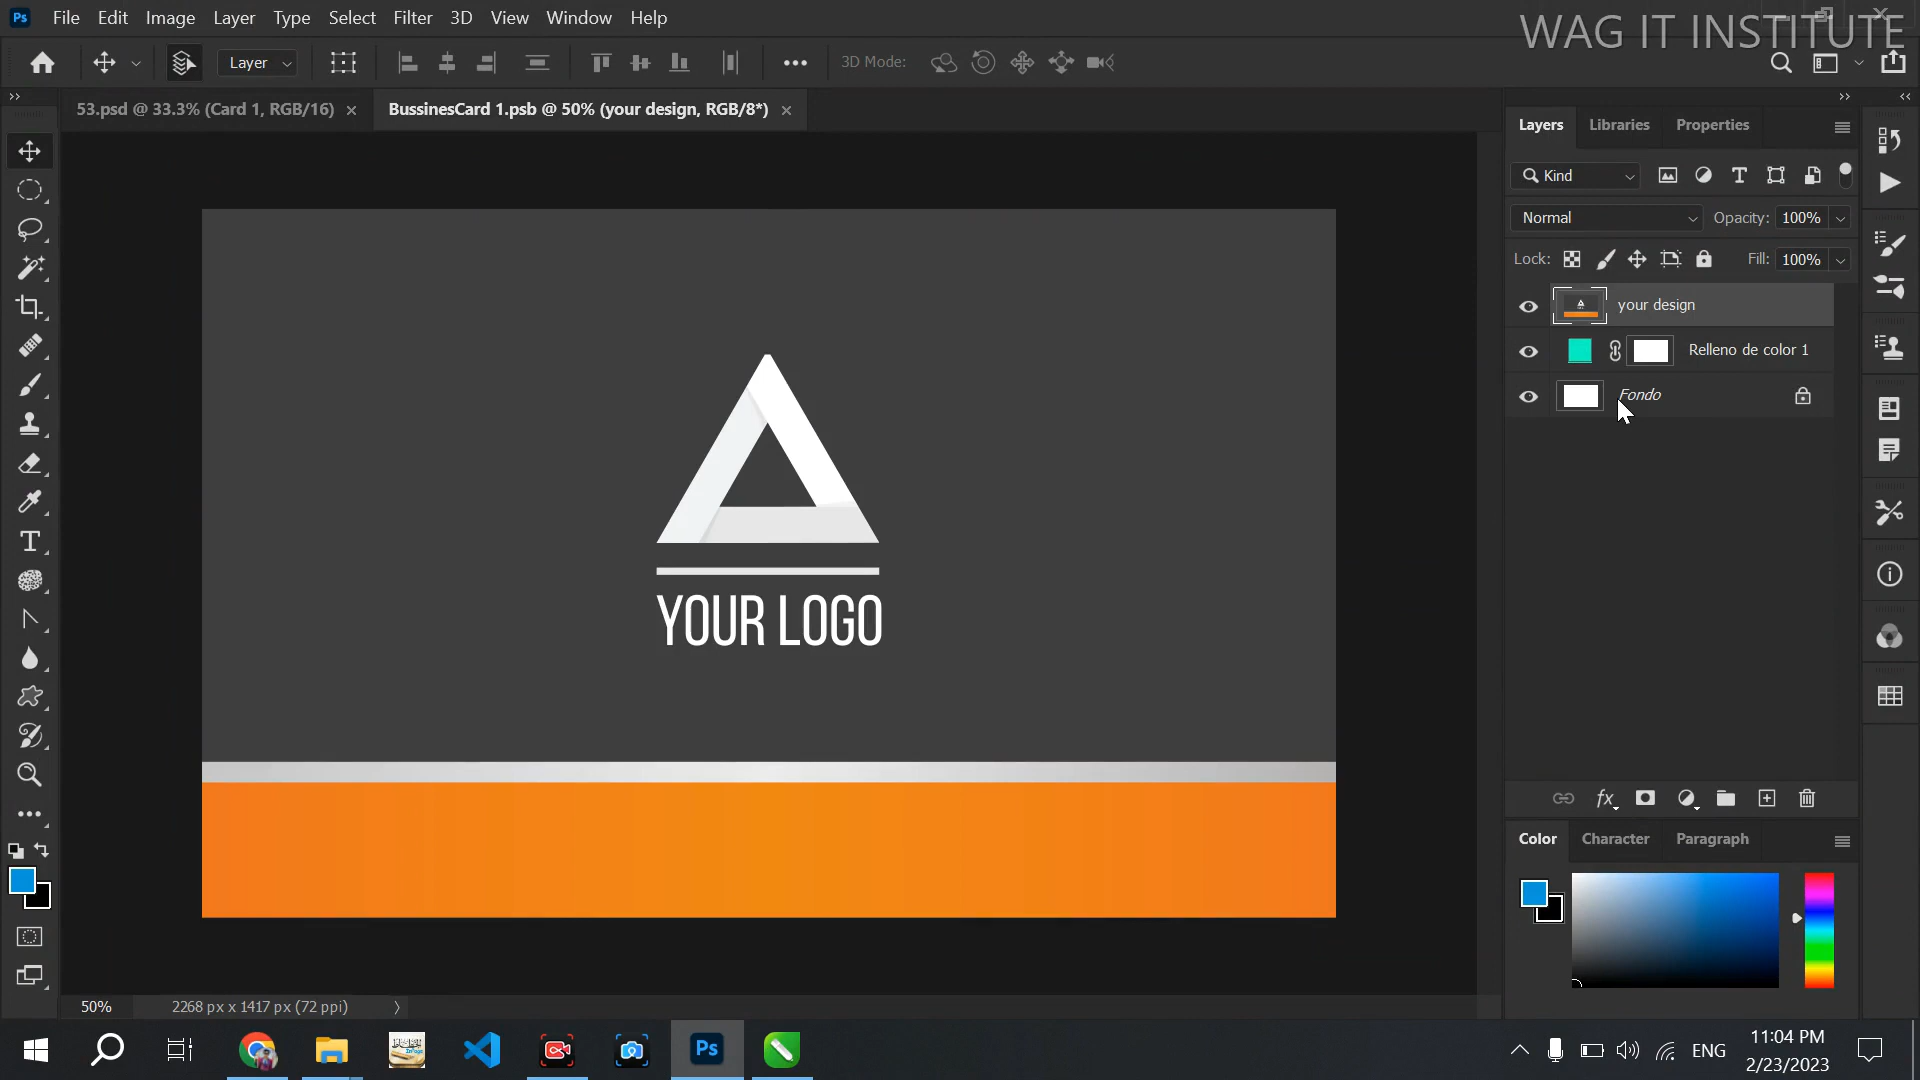 Ps File Edit Image Layer Type Select Filter 3D View Window Help
WAG IT INSTITUTE
Layer 3D Mode:
53.psd @ 33.3% (Card 1, RGB/16) BussinesCard 1.psb @ 50% (your design, RGB/8*)
Layers Libraries Properties
Kind
Normal Opacity: 100%
Lock: Fill: 100%
your design
Relleno de color 1
Fondo
YOUR LOGO
Color Character Paragraph
50% 2268 px x 1417 px (72 ppi)
Ps
ENG
11:04 PM
2/23/2023